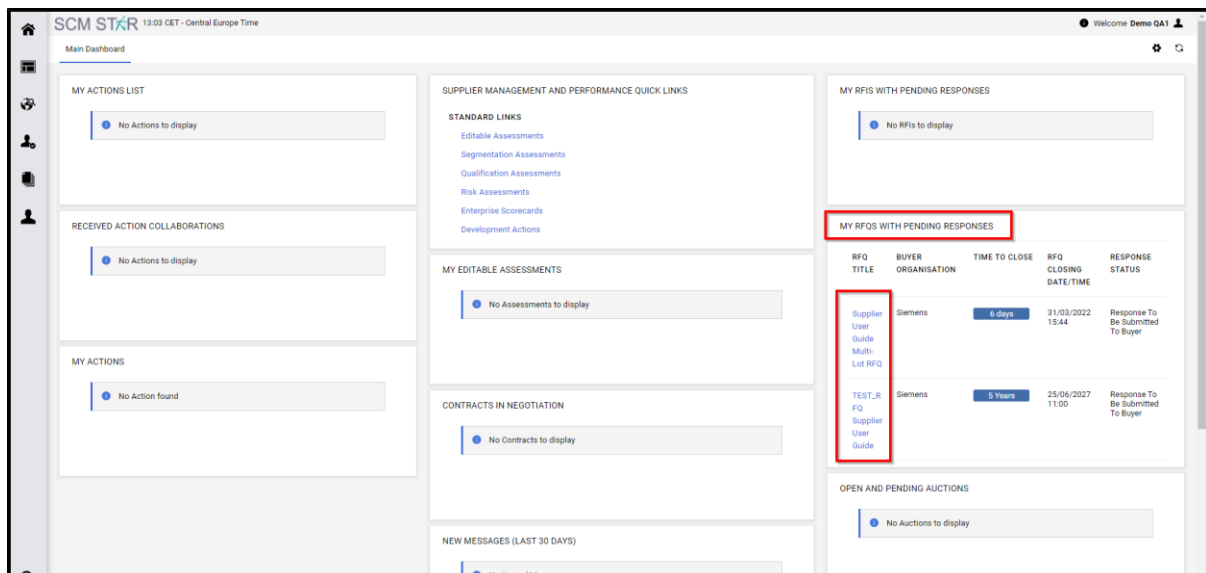 SCM STAR 13:03 CET - Central Europe Time
Welcome Demo QA1
Main Dashboard
MY ACTIONS LIST
No Actions to display
RECEIVED ACTION COLLABORATIONS
No Actions to display
MY ACTIONS
No Action found
SUPPLIER MANAGEMENT AND PERFORMANCE QUICK LINKS
STANDARD LINKS
Editable Assessments
Segmentation Assessments
Qualification Assessments
Risk Assessments
Enterprise Scorecards
Development Actions
MY EDITABLE ASSESSMENTS
No Assessments to display
CONTRACTS IN NEGOTIATION
No Contracts to display
NEW MESSAGES (LAST 30 DAYS)
MY RFIS WITH PENDING RESPONSES
No RFIs to display
MY RFQS WITH PENDING RESPONSES
RFQ
TITLE
BUYER
ORGANISATION
TIME TO CLOSE
RFQ
CLOSING
DATE/TIME
RESPONSE
STATUS
Supplier
User
Guide
Multi-
Lot RFQ
Siemens
6 days
31/03/2022
15:44
Response To
Be Submitted
To Buyer
TEST_R
FQ
Supplier
User
Guide
Siemens
5 Years
25/06/2027
11:00
Response To
Be Submitted
To Buyer
OPEN AND PENDING AUCTIONS
No Auctions to display